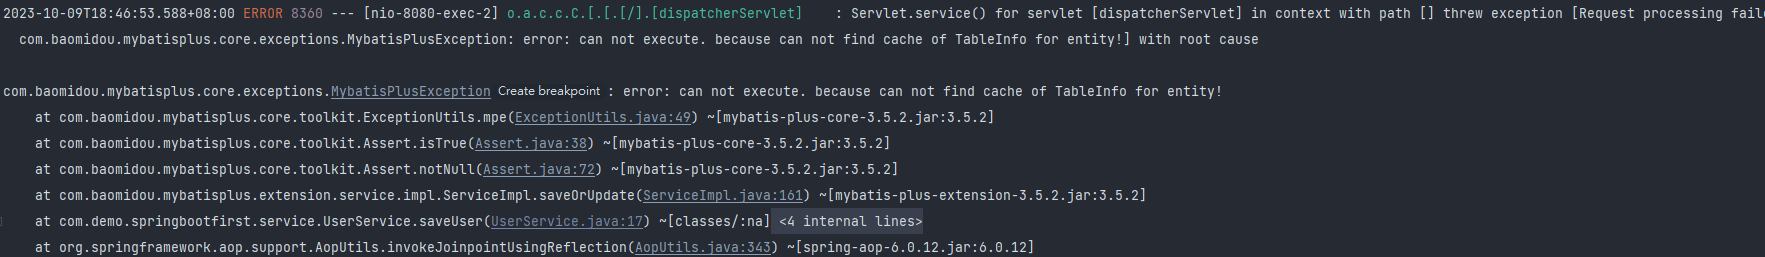 2023-10-09T18:46:53.588+08:00 ERROR 8360 --- [nio-8080-exec-2] o.a.c.c.C.[.[.[/].[dispatcherServlet]    : Servlet.service() for servlet [dispatcherServlet] in context with path [] threw exception [Request processing faile
com.baomidou.mybatisplus.core.exceptions.MybatisPlusException: error: can not execute. because can not find cache of TableInfo for entity!] with root cause
com.baomidou.mybatisplus.core.exceptions.MybatisPlusException Create breakpoint : error: can not execute. because can not find cache of TableInfo for entity!
at com.baomidou.mybatisplus.core.toolkit.ExceptionUtils.mpe(ExceptionUtils.java:49) ~[mybatis-plus-core-3.5.2.jar:3.5.2]
at com.baomidou.mybatisplus.core.toolkit.Assert.isTrue(Assert.java:38) ~[mybatis-plus-core-3.5.2.jar:3.5.2]
at com.baomidou.mybatisplus.core.toolkit.Assert.notNull(Assert.java:72) ~[mybatis-plus-core-3.5.2.jar:3.5.2]
at com.baomidou.mybatisplus.extension.service.impl.ServiceImpl.saveOrUpdate(ServiceImpl.java:161) ~[mybatis-plus-extension-3.5.2.jar:3.5.2]
at com.demo.springbootfirst.service.UserService.saveUser(UserService.java:17) ~[classes/:na] <4 internal lines>
at org.springframework.aop.support.AopUtils.invokeJoinpointUsingReflection(AopUtils.java:343) ~[spring-aop-6.0.12.jar:6.0.12]